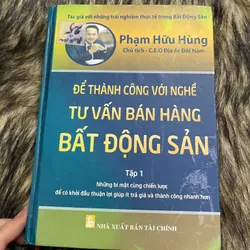 Tác giả với những trải nghiệm thực tế trong Bất Động Sản
Phạm Hữu Hùng
Chủ tịch - C.E.O Địa ốc Đất Nam
ĐỂ THÀNH CÔNG VỚI NGHỀ
TƯ VẤN BÁN HÀNG
BẤT ĐỘNG SẢN
Tập 1
Những bí mật cùng chiến lược
để có khởi đầu thuận lợi giúp ít trả giá và thành công nhanh hơn
NHÀ XUẤT BẢN TÀI CHÍNH